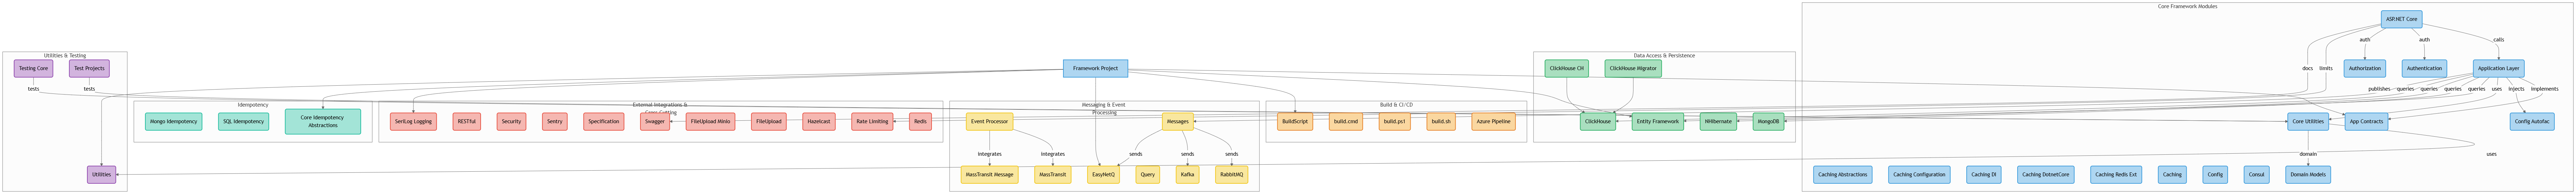 Core Framework Modules
ASP.NET Core
docs
limits
auth
auth
calls
Authorization
Authentication
Application Layer
publishes
queries
queries
queries
queries
uses
injects
implements
Core Utilities
App Contracts
Config Autofac
domain
uses
Caching Abstractions
Caching Configuration
Caching DI
Caching DotnetCore
Caching Redis Ext
Caching
Config
Consul
Domain Models
Data Access & Persistence
ClickHouse CH
ClickHouse Migrator
ClickHouse
Entity Framework
NHibernate
MongoDB
Framework Project
Build & CI/CD
BuildScript
build.cmd
build.ps1
build.sh
Azure Pipeline
Messaging & Event
Processing
Event Processor
Messages
integrates
integrates
sends
sends
sends
MassTransit Message
MassTransit
EasyNetQ
Query
Kafka
RabbitMQ
External Integrations &
Cross-Cutting
SeriLog Logging
RESTful
Security
Sentry
Specification
Swagger
FileUpload Minio
FileUpload
Hazelcast
Rate Limiting
Redis
Idempotency
Mongo Idempotency
SQL Idempotency
Core Idempotency
Abstractions
Utilities & Testing
Testing Core
Test Projects
tests
tests
Utilities